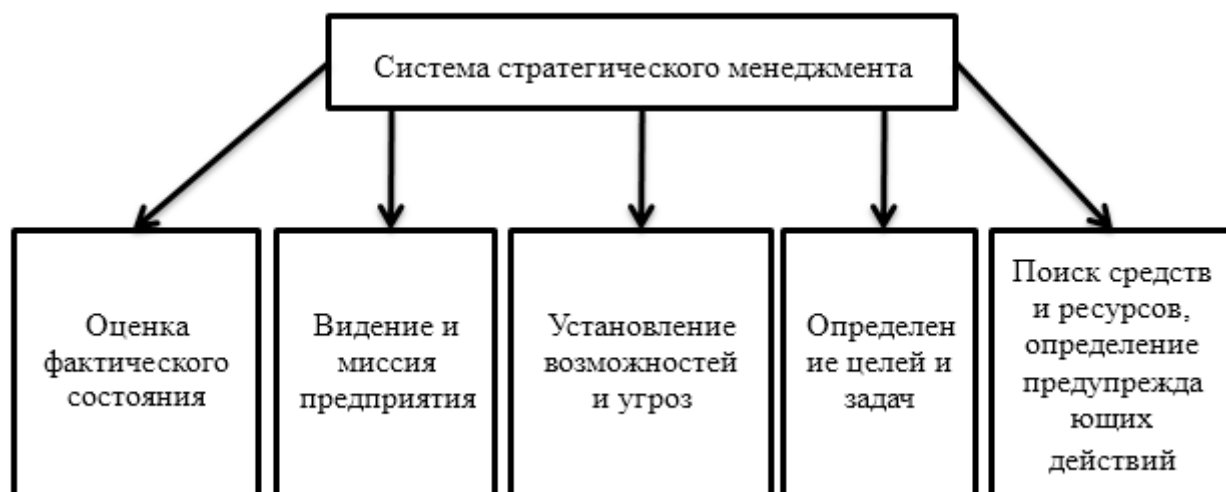 Система стратегического менеджмента
Оценка
фактического
состояния
Видение и
миссия
предприятия
Установление
возможностей
и угроз
Определен
ие целей и
задач
Поиск средств
и ресурсов,
определение
предупрежда
ющих
действий